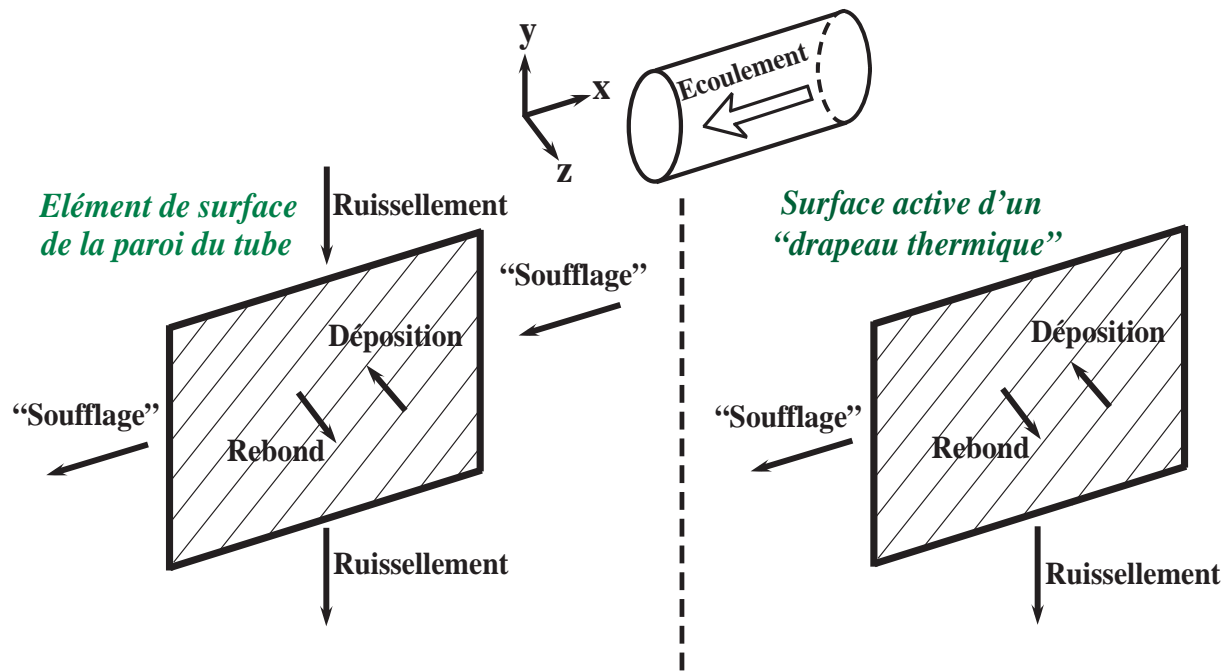 y
x
z
Ecoulement
Elément de surface
de la paroi du tube
Ruissellement
“Soufflage”
Déposition
“Soufflage”
Rebond
Ruissellement
Surface active d’un
“drapeau thermique”
Déposition
“Soufflage”
Rebond
Ruissellement